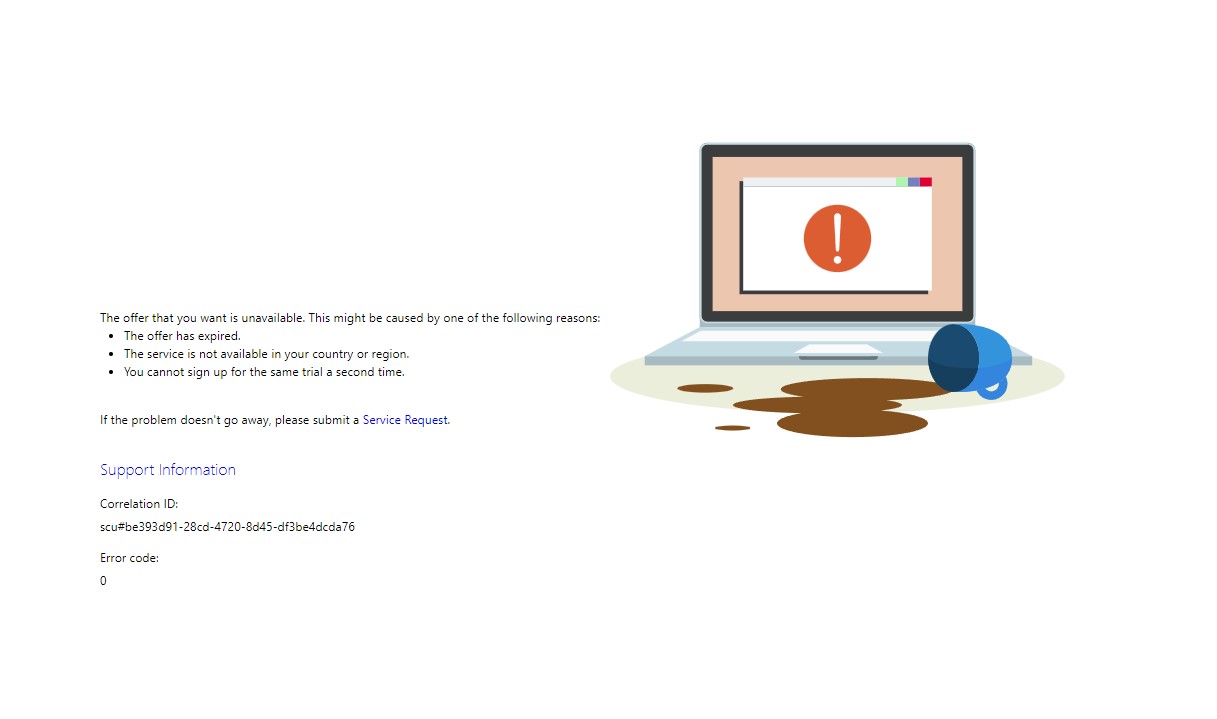 The offer that you want is unavailable. This might be caused by one of the following reasons:
The offer has expired.
The service is not available in your country or region.
You cannot sign up for the same trial a second time.
If the problem doesn't go away, please submit a Service Request.
Support Information
Correlation ID:
scu#be393d91-28cd-4720-8d45-df3be4dcda76
Error code:
0